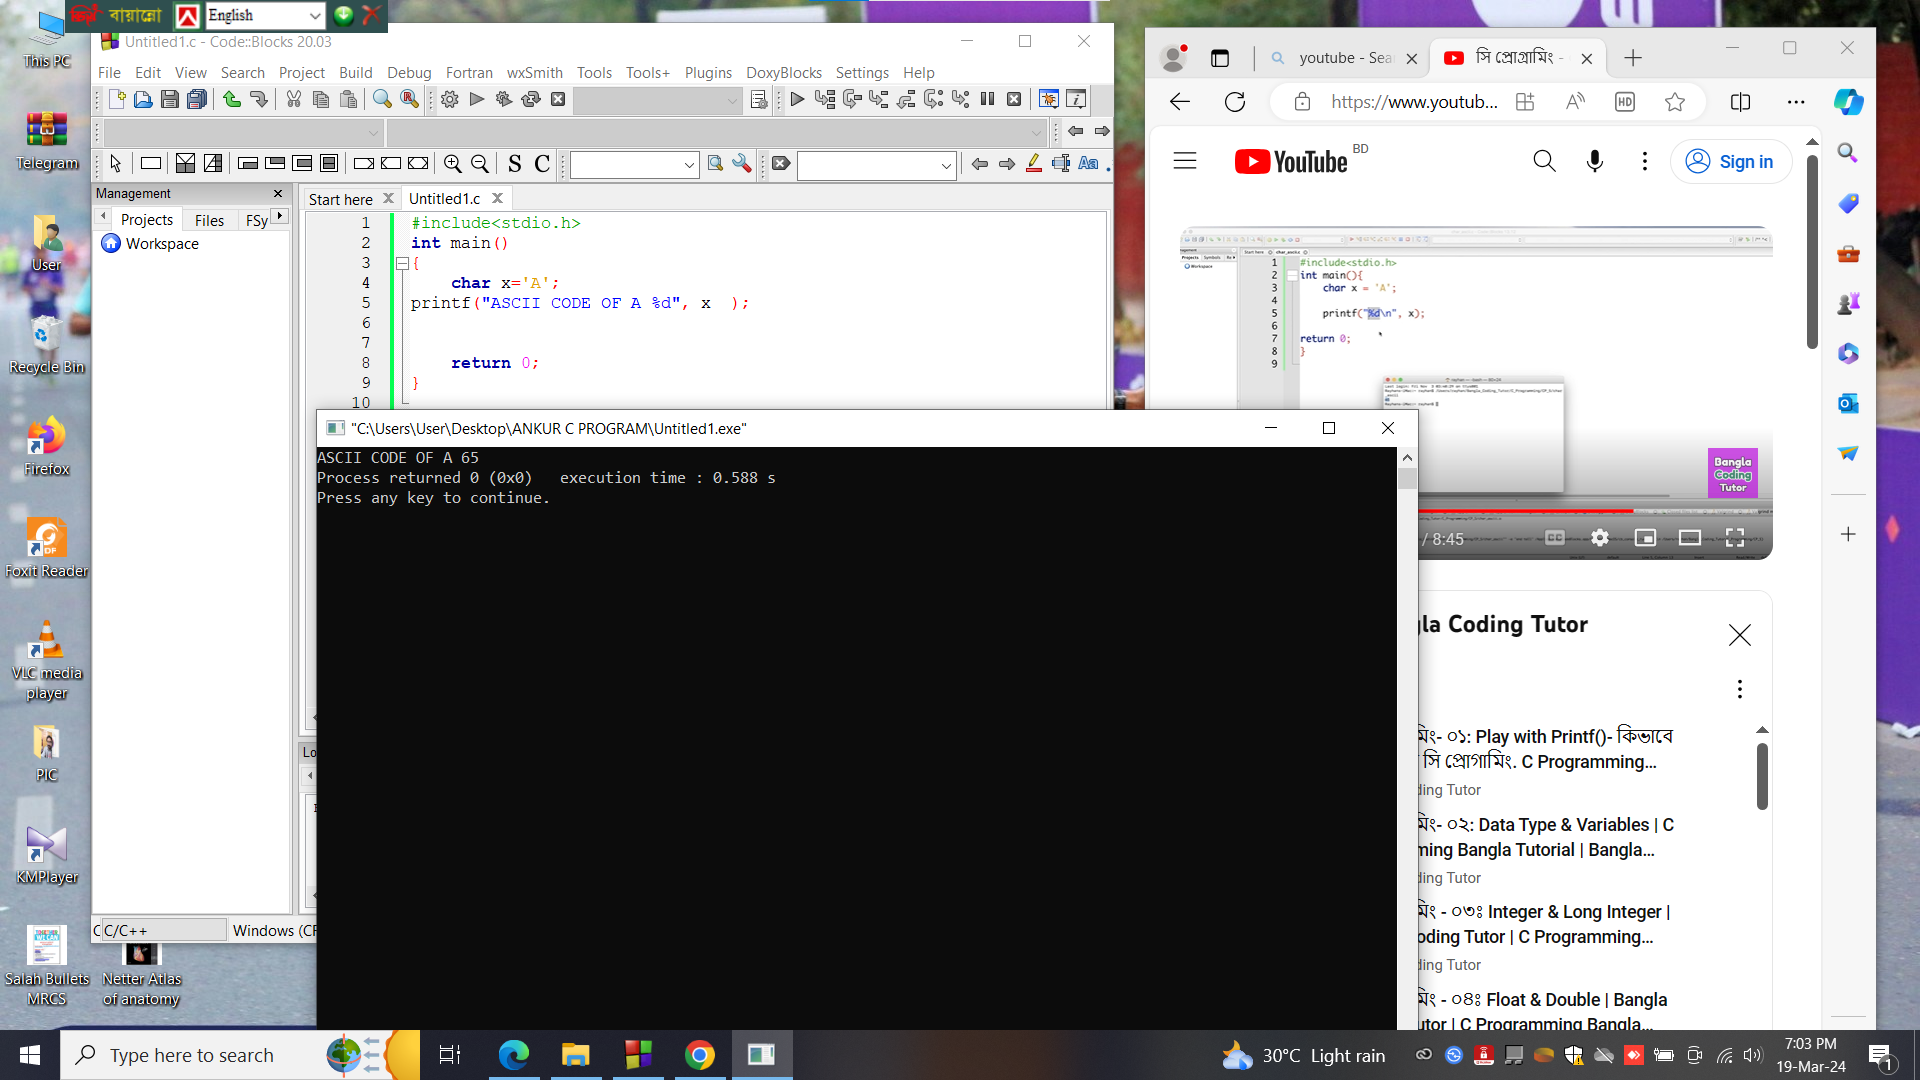 বায়ান্নো
English
This PC
Telegram
User
Recycle Bin
Firefox
Foxit Reader
VLC media
player
PIC
KMPlayer
Salah Bullets
MRCS
Netter Atlas
of anatomy
Untitled1.c - Code::Blocks 20.03
File Edit View Search Project Build Debug Fortran wxSmith Tools Tools+ Plugins DoxyBlocks Settings Help
S C
Aa
Management
Projects Files FSy
Workspace
Start here Untitled1.c
1 #include<stdio.h>
2 int main()
3 {
4 char x='A';
5 printf("ASCII CODE OF A %d", x );
6
7
8 return 0;
9 }
10
Lo
C/C++
Windows (CF
"C:\Users\User\Desktop\ANKUR C PROGRAM\Untitled1.exe"
ASCII CODE OF A 65
Process returned 0 (0x0) execution time : 0.588 s
Press any key to continue.
youtube - Sea
সি প্রোগ্রামিং -
https://www.youtub...
YouTube BD
Sign in
Start here
Projects Symbols
Workspace
1 #include<stdio.h>
2 int main(){
3 char x = 'A';
4
5 printf("%d\n", x);
6
7 return 0;
8 }
9
Bangla
Coding
Tutor
/ 8:45
CC
gla Coding Tutor
মিং- ০১: Play with Printf()- কিভাবে
সি প্রোগামিং. C Programming...
ding Tutor
মিং- ০২: Data Type & Variables | C
ming Bangla Tutorial | Bangla...
ding Tutor
মিং - ০৩ঃ Integer & Long Integer |
oding Tutor | C Programming...
ding Tutor
মিং - ০৪ঃ Float & Double | Bangla
utor | C Programming Bangla...
Type here to search
30°C Light rain
7:03 PM
19-Mar-24
1